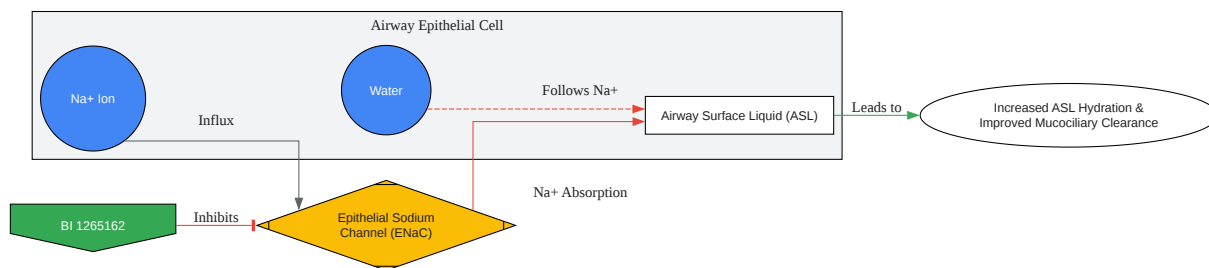 Airway Epithelial Cell
Na+ Ion
Water
Follows Na+
Influx
Airway Surface Liquid (ASL)
Leads to
Increased ASL Hydration &
Improved Mucociliary Clearance
Na+ Absorption
BI 1265162
Inhibits
Epithelial Sodium
Channel (ENaC)